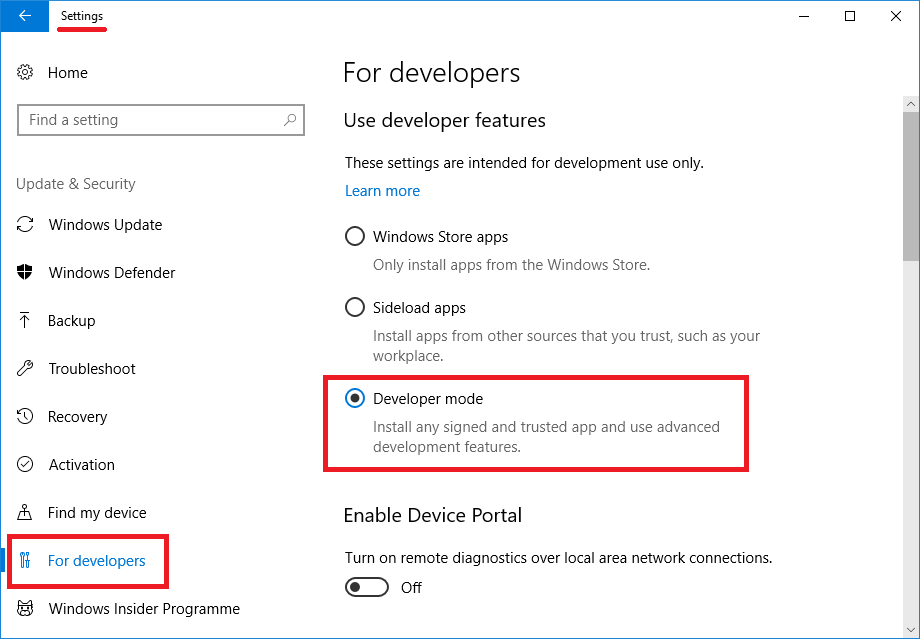 Settings
Home
Find a setting
Update & Security
Windows Update
Windows Defender
Backup
Troubleshoot
Recovery
Activation
Find my device
For developers
Windows Insider Programme
For developers
Use developer features
These settings are intended for development use only.
Learn more
Windows Store apps
Only install apps from the Windows Store.
Sideload apps
Install apps from other sources that you trust, such as your
workplace.
Developer mode
Install any signed and trusted app and use advanced
development features.
Enable Device Portal
Turn on remote diagnostics over local area network connections.
Off